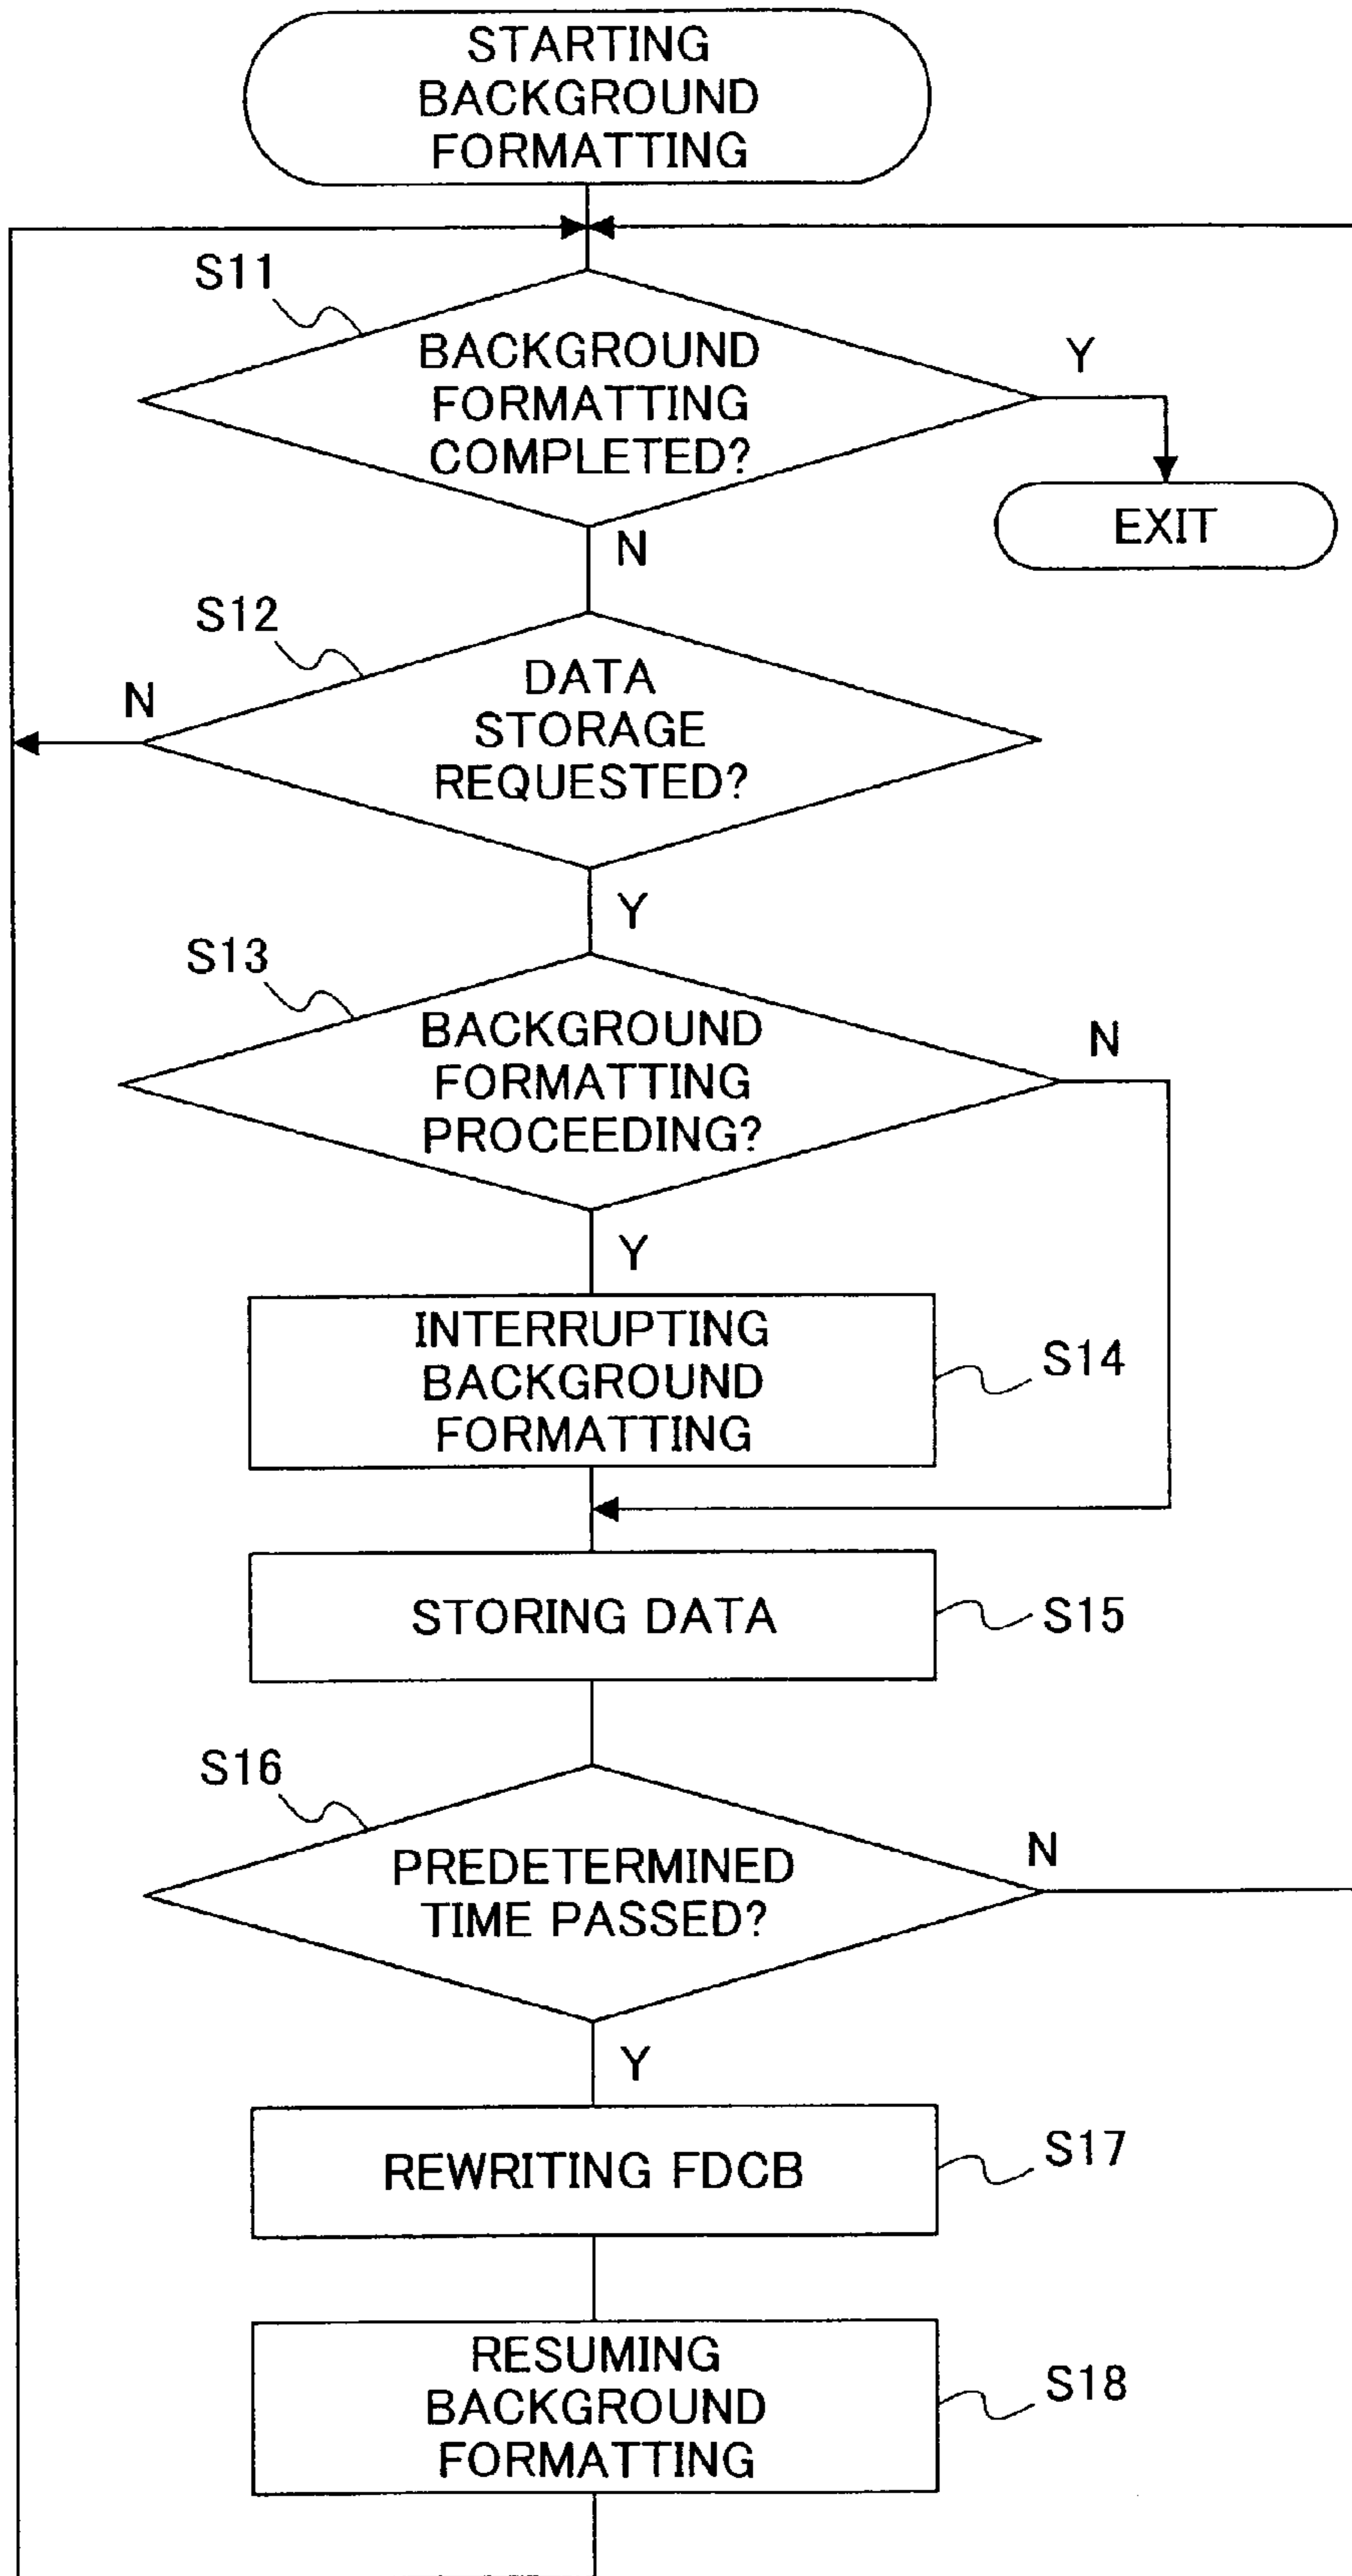 STARTING
BACKGROUND
FORMATTING
S11
BACKGROUND
FORMATTING
COMPLETED?
Y
EXIT
N
S12
DATA
STORAGE
REQUESTED?
N
Y
S13
BACKGROUND
FORMATTING
PROCEEDING?
N
Y
INTERRUPTING
BACKGROUND
FORMATTING
S14
STORING DATA
S15
S16
PREDETERMINED
TIME PASSED?
N
Y
REWRITING FDCB
S17
RESUMING
BACKGROUND
FORMATTING
S18